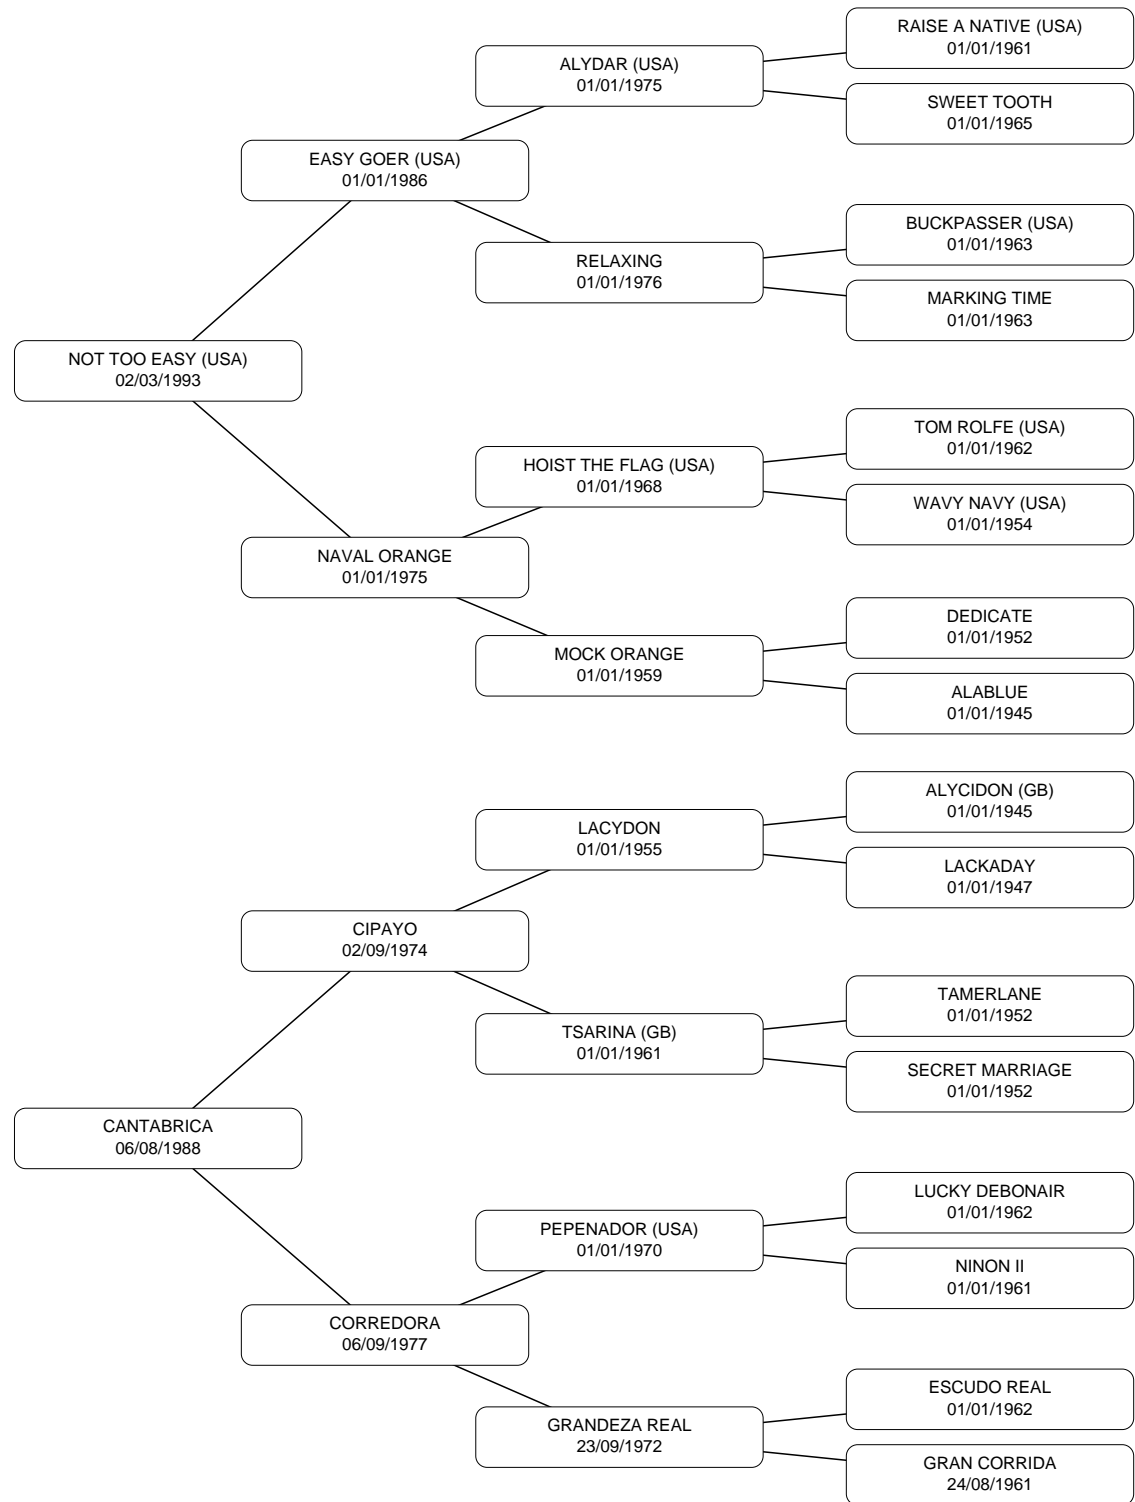 RAISE A NATIVE (USA)
01/01/1961
ALYDAR (USA)
01/01/1975
SWEET TOOTH
01/01/1965
EASY GOER (USA)
01/01/1986
BUCKPASSER (USA)
01/01/1963
RELAXING
01/01/1976
MARKING TIME
01/01/1963
NOT TOO EASY (USA)
02/03/1993
TOM ROLFE (USA)
01/01/1962
HOIST THE FLAG (USA)
01/01/1968
WAVY NAVY (USA)
01/01/1954
NAVAL ORANGE
01/01/1975
DEDICATE
01/01/1952
MOCK ORANGE
01/01/1959
ALABLUE
01/01/1945
ALYCIDON (GB)
01/01/1945
LACYDON
01/01/1955
LACKADAY
01/01/1947
CIPAYO
02/09/1974
TAMERLANE
01/01/1952
TSARINA (GB)
01/01/1961
SECRET MARRIAGE
01/01/1952
CANTABRICA
06/08/1988
LUCKY DEBONAIR
01/01/1962
PEPENADOR (USA)
01/01/1970
NINON II
01/01/1961
CORREDORA
06/09/1977
ESCUDO REAL
01/01/1962
GRANDEZA REAL
23/09/1972
GRAN CORRIDA
24/08/1961